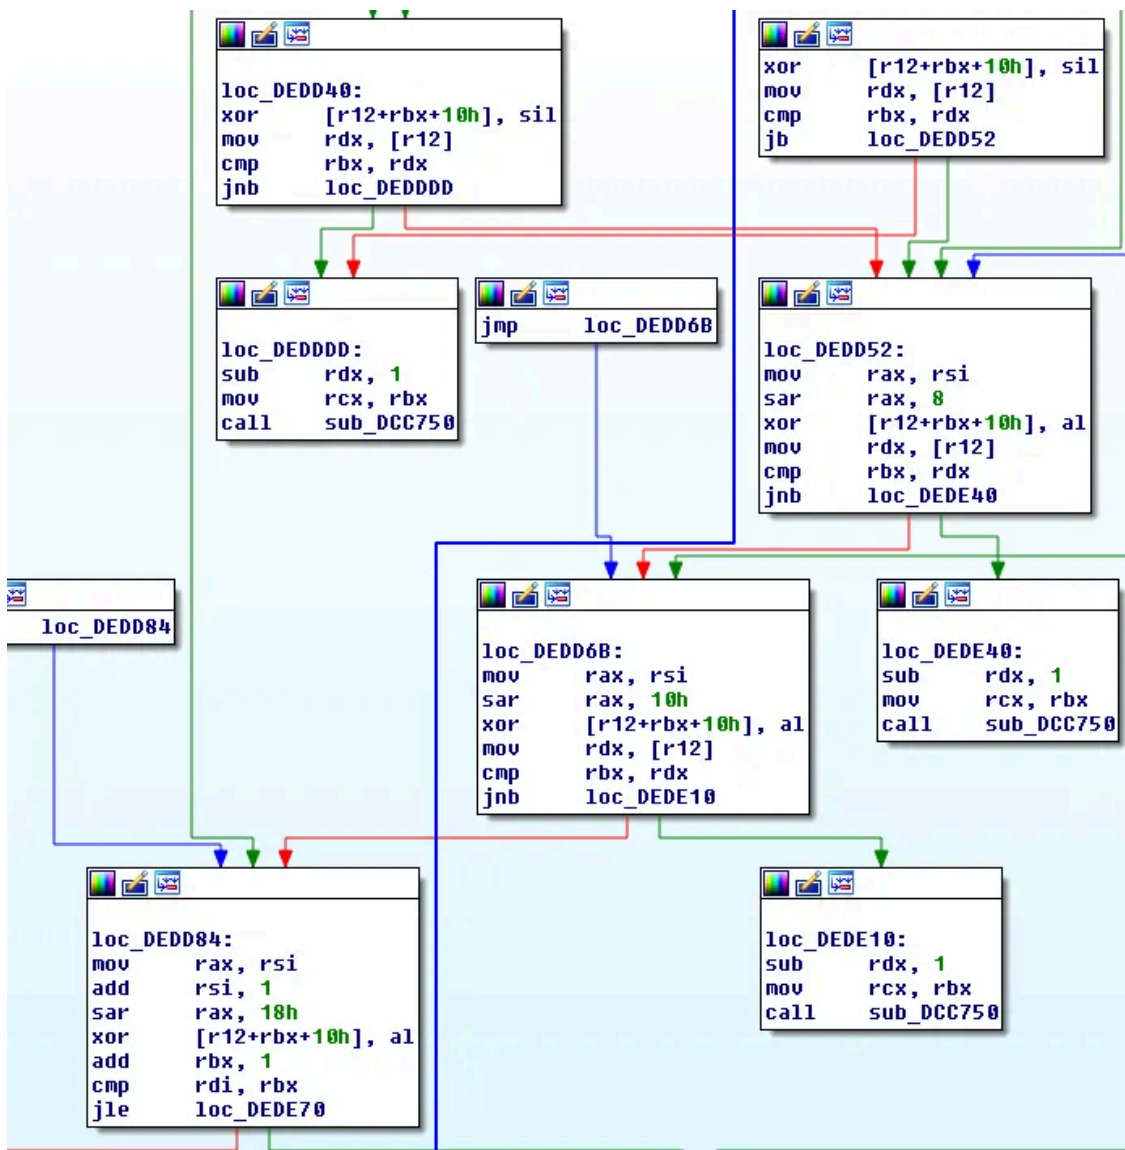 loc_DEDD40:
xor [r12+rbx+10h], sil
mov rdx, [r12]
cmp rbx, rdx
jnb loc_DEDDDD
xor [r12+rbx+10h], sil
mov rdx, [r12]
cmp rbx, rdx
jb loc_DEDD52
loc_DEDDDD:
sub rdx, 1
mov rcx, rbx
call sub_DCC750
jmp loc_DEDD6B
loc_DEDD52:
mov rax, rsi
sar rax, 8
xor [r12+rbx+10h], al
mov rdx, [r12]
cmp rbx, rdx
jnb loc_DEDE40
loc_DEDD84
loc_DEDD6B:
mov rax, rsi
sar rax, 10h
xor [r12+rbx+10h], al
mov rdx, [r12]
cmp rbx, rdx
jnb loc_DEDE10
loc_DEDE40:
sub rdx, 1
mov rcx, rbx
call sub_DCC750
loc_DEDD84:
mov rax, rsi
add rsi, 1
sar rax, 18h
xor [r12+rbx+10h], al
add rbx, 1
cmp rdi, rbx
jle loc_DEDE70
loc_DEDE10:
sub rdx, 1
mov rcx, rbx
call sub_DCC750